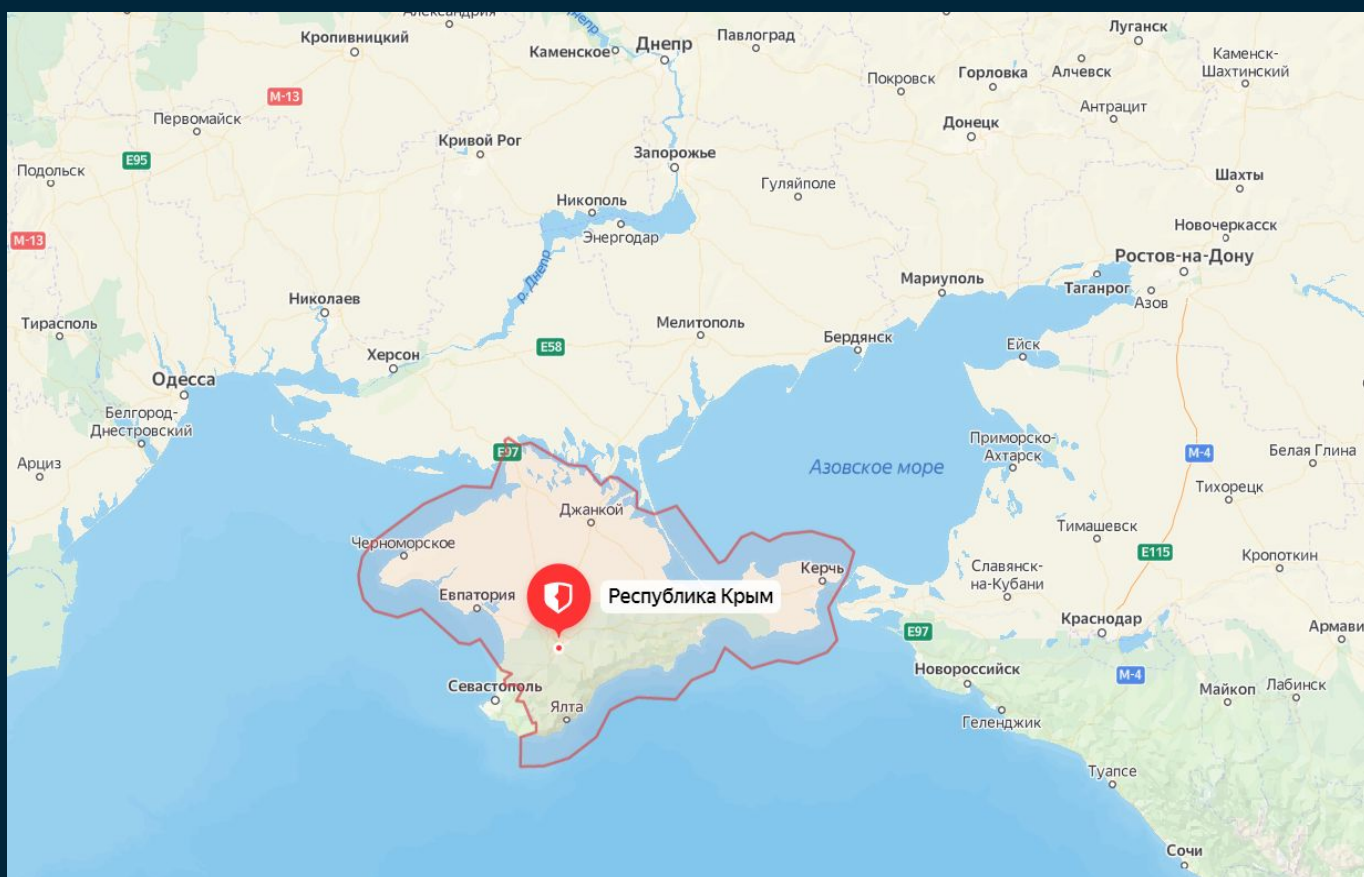 Александрия
Днепр
Кропивницкий
Каменское
Днепр
Павлоград
Луганск
Каменск-
Шахтинский
Покровск
Горловка
Алчевск
М-13
Первомайск
Антрацит
Кривой Рог
Донецк
E95
Запорожье
Подольск
Гуляйполе
Шахты
Никополь
Энергодар
Новочеркасск
М-13
Ростов-на-Дону
р. Днепр
Мариуполь
Таганрог
Азов
Николаев
Тирасполь
Мелитополь
Бердянск
Херсон
E58
Ейск
Одесса
Белгород-
Днестровский
Приморско-
Ахтарск
E97
М-4
Белая Глина
Арциз
Азовское море
Тихорецк
Джанкой
Тимашевск
Черноморское
E115
Кропоткин
Керчь
Славянск-
на-Кубани
Евпатория
Республика Крым
Краснодар
E97
Армави
Новороссийск
М-4
Севастополь
Майкоп
Лабинск
Ялта
Геленджик
Туапсе
Сочи